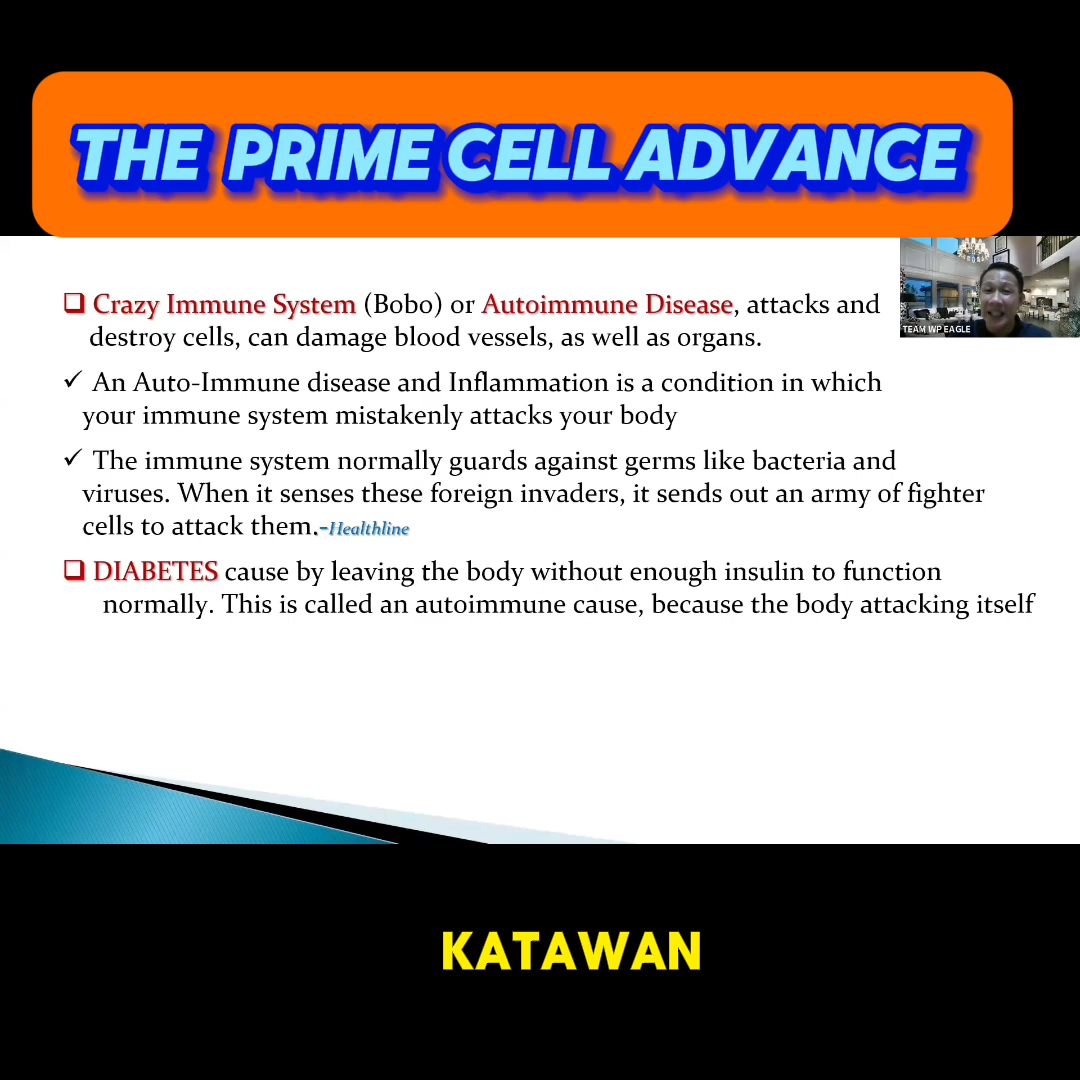 THE PRIME CELL ADVANCE
TEAM WP EAGLE
❑ Crazy Immune System (Bobo) or Autoimmune Disease, attacks and
destroy cells, can damage blood vessels, as well as organs.
✓ An Auto-Immune disease and Inflammation is a condition in which
your immune system mistakenly attacks your body
✓ The immune system normally guards against germs like bacteria and
viruses. When it senses these foreign invaders, it sends out an army of fighter
cells to attack them.-Healthline
❑ DIABETES cause by leaving the body without enough insulin to function
normally. This is called an autoimmune cause, because the body attacking itself
KATAWAN